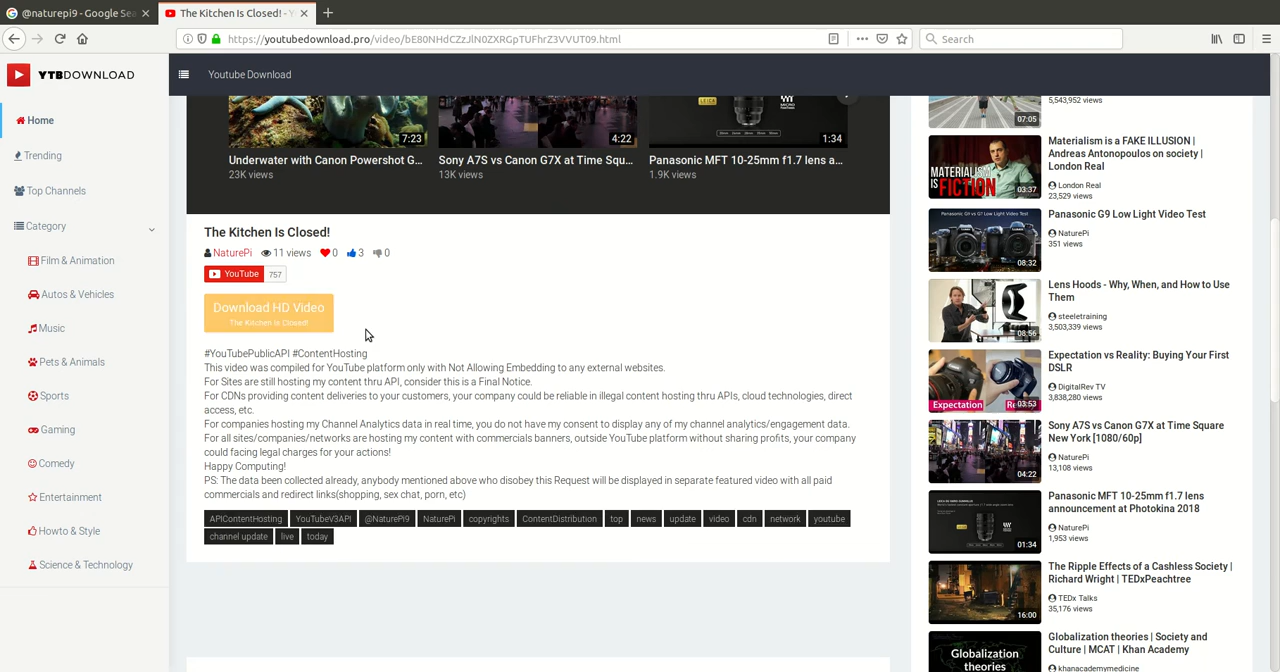 @naturepi9 - Google Sea
The Kitchen Is Closed! - Y
https://youtubedownload.pro/video/bE80NHdCZzJlN0ZXRGpTUFhrZ3VVUT09.html
Search
YTBDOWNLOAD
Youtube Download
Home
Trending
Top Channels
Category
Film & Animation
Autos & Vehicles
Music
Pets & Animals
Sports
Gaming
Comedy
Entertainment
Howto & Style
Science & Technology
7:23
4:22
1:34
Underwater with Canon Powershot G...
23K views
Sony A7S vs Canon G7X at Time Squ...
13K views
Panasonic MFT 10-25mm f1.7 lens a...
1.9K views
The Kitchen Is Closed!
NaturePi 11 views 0 3 0
YouTube 757
Download HD Video
The Kitchen Is Closed!
#YouTubePublicAPI #ContentHosting
This video was compiled for YouTube platform only with Not Allowing Embedding to any external websites.
For Sites are still hosting my content thru API, consider this is a Final Notice.
For CDNs providing content deliveries to your customers, your company could be reliable in illegal content hosting thru APIs, cloud technologies, direct
access, etc.
For companies hosting my Channel Analytics data in real time, you do not have my consent to display any of my channel analytics/engagement data.
For all sites/companies/networks are hosting my content with commercials banners, outside YouTube platform without sharing profits, your company
could facing legal charges for your actions!
Happy Computing!
PS: The data been collected already, anybody mentioned above who disobey this Request will be displayed in separate featured video with all paid
commercials and redirect links(shopping, sex chat, porn, etc)
APIContentHosting YouTubeV3API @NaturePi9 NaturePi copyrights ContentDistribution top news update video cdn network youtube
channel update live today
5,543,952 views
07:05
MATERIALISM
IS FICTION
03:37
Materialism is a FAKE ILLUSION |
Andreas Antonopoulos on society |
London Real
London Real
23,529 views
Panasonic G9 vs G7 Low Light Video Test
08:32
Panasonic G9 Low Light Video Test
NaturePi
351 views
08:56
Lens Hoods - Why, When, and How to Use
Them
steeletraining
3,503,339 views
Expectation
03:53
Expectation vs Reality: Buying Your First
DSLR
DigitalRev TV
3,838,280 views
04:22
Sony A7S vs Canon G7X at Time Square
New York [1080/60p]
NaturePi
13,108 views
01:34
Panasonic MFT 10-25mm f1.7 lens
announcement at Photokina 2018
NaturePi
1,953 views
16:00
The Ripple Effects of a Cashless Society |
Richard Wright | TEDxPeachtree
TEDx Talks
35,176 views
Globalization
theories
Globalization theories | Society and
Culture | MCAT | Khan Academy
khanacademymedicine